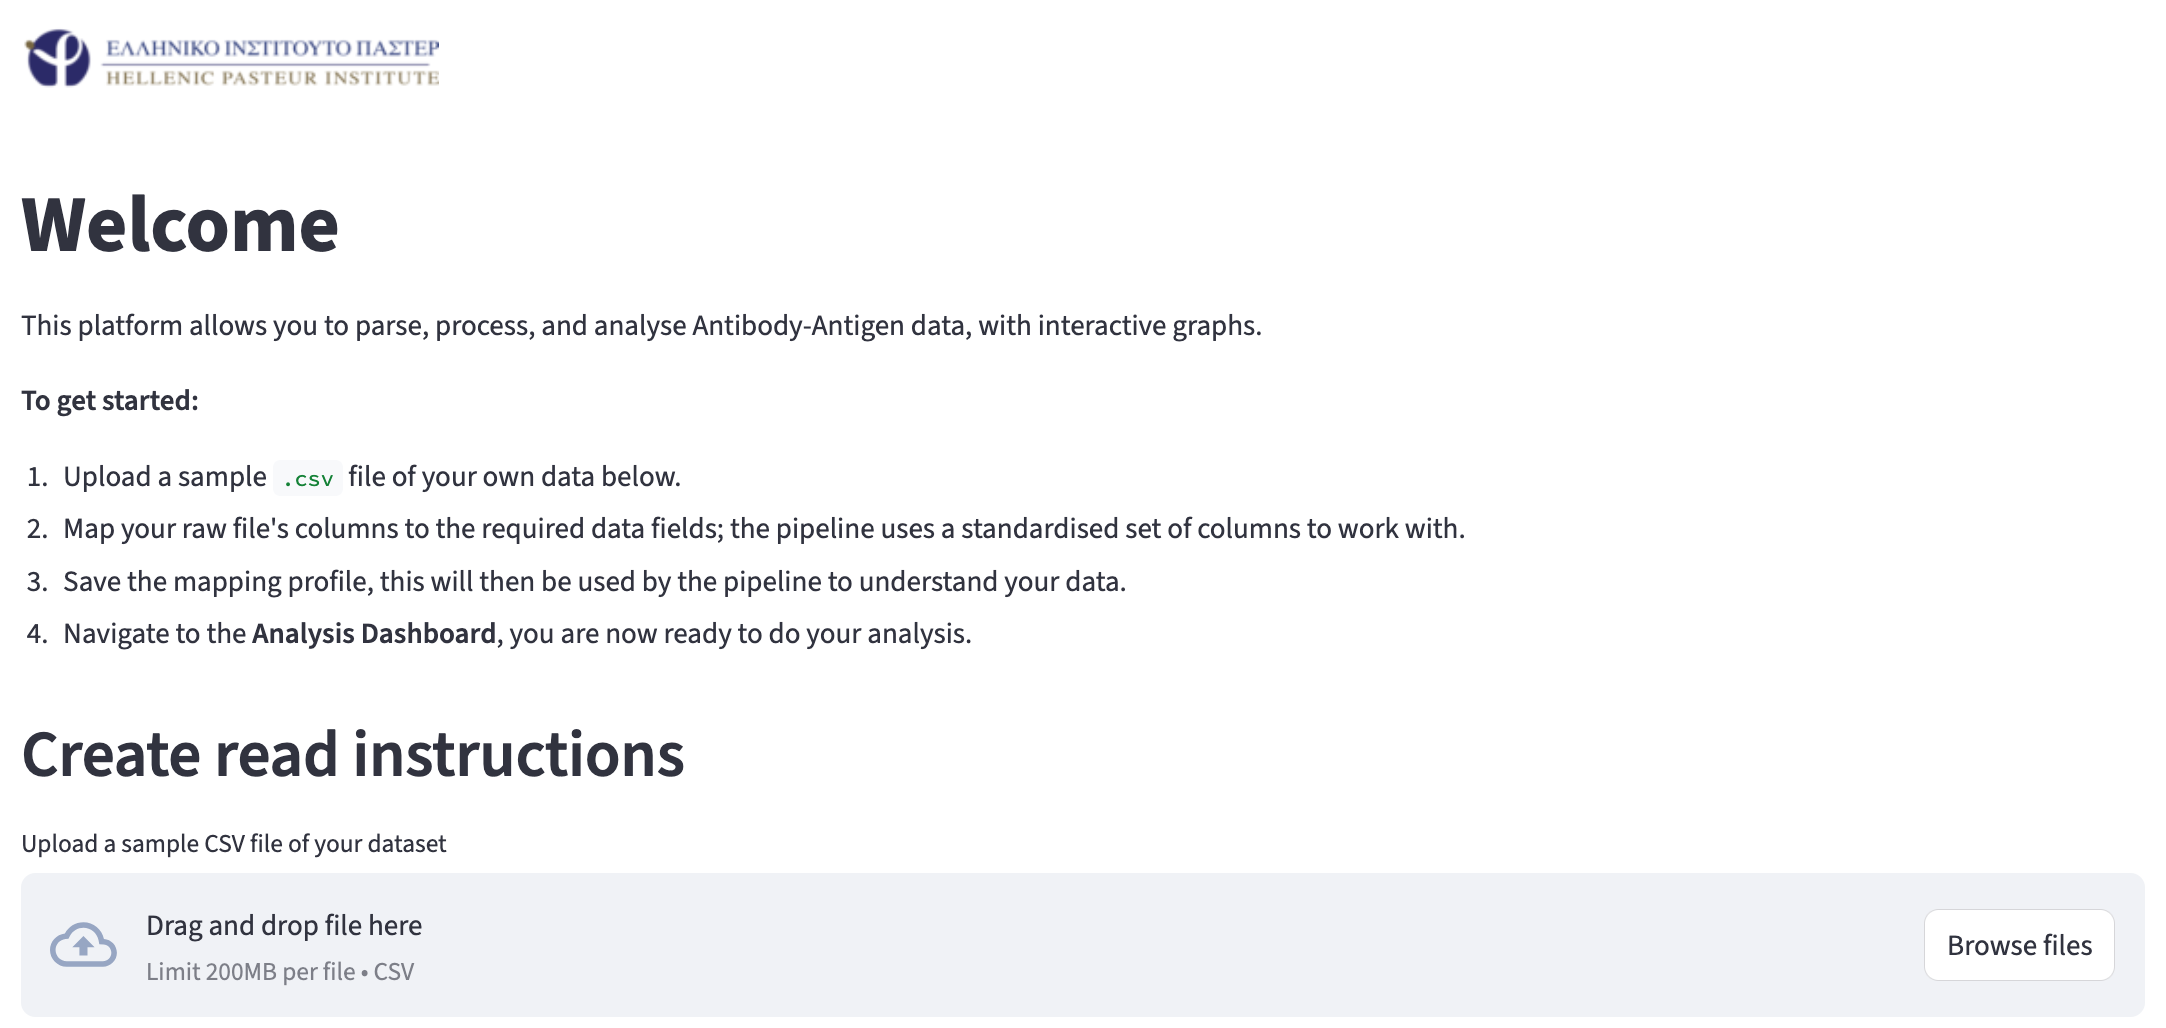 ΕΛΛΗΝΙΚΟ ΙΝΣΤΙΤΟΥΤΟ ΠΑΣΤΕΡ
HELLENIC PASTEUR INSTITUTE
Welcome
This platform allows you to parse, process, and analyse Antibody-Antigen data, with interactive graphs.
To get started:
1. Upload a sample .csv file of your own data below.
2. Map your raw file's columns to the required data fields; the pipeline uses a standardised set of columns to work with.
3. Save the mapping profile, this will then be used by the pipeline to understand your data.
4. Navigate to the Analysis Dashboard, you are now ready to do your analysis.
Create read instructions
Upload a sample CSV file of your dataset
Drag and drop file here
Limit 200MB per file • CSV
Browse files